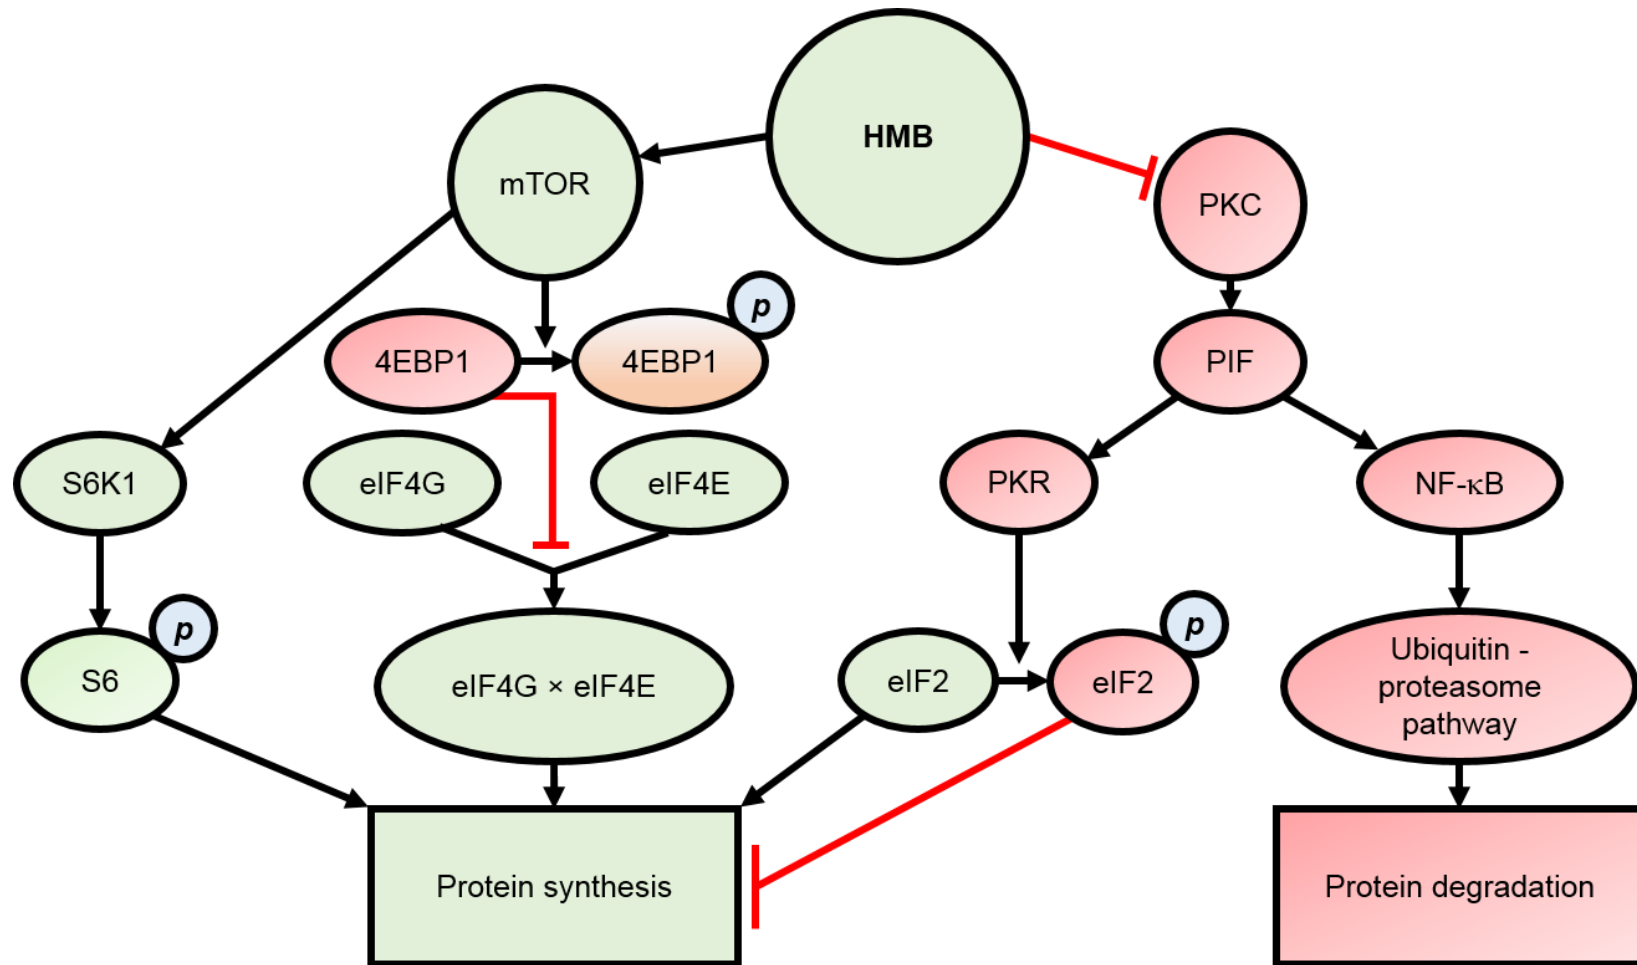 HMB
mTOR
PKC
p
4EBP1
4EBP1
PIF
S6K1
eIF4G
eIF4E
PKR
NF-κB
p
p
S6
eIF4G × eIF4E
eIF2
eIF2
Ubiquitin -
proteasome
pathway
Protein synthesis
Protein degradation